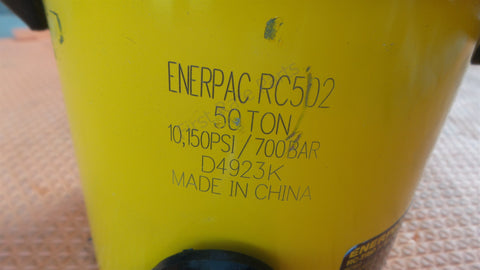 ENERPAC RC502
50 TON
10,150PSI/700BAR
D4923K
MADE IN CHINA